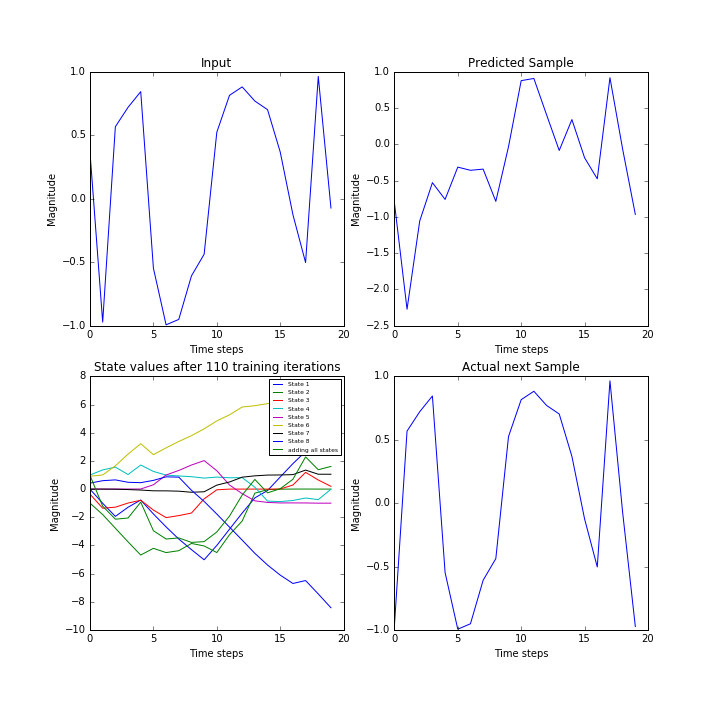 Input
Magnitude
1.0
0.5
0.0
−0.5
−1.0
0 5 10 15 20
Time steps
Predicted Sample
Magnitude
1.0
0.5
0.0
−0.5
−1.0
−1.5
−2.0
−2.5
0 5 10 15 20
Time steps
State values after 110 training iterations
Magnitude
8
6
4
2
0
−2
−4
−6
−8
−10
0 5 10 15 20
Time steps
State 1
State 2
State 3
State 4
State 5
State 6
State 7
State 8
adding all states
Actual next Sample
Magnitude
1.0
0.5
0.0
−0.5
−1.0
0 5 10 15 20
Time steps